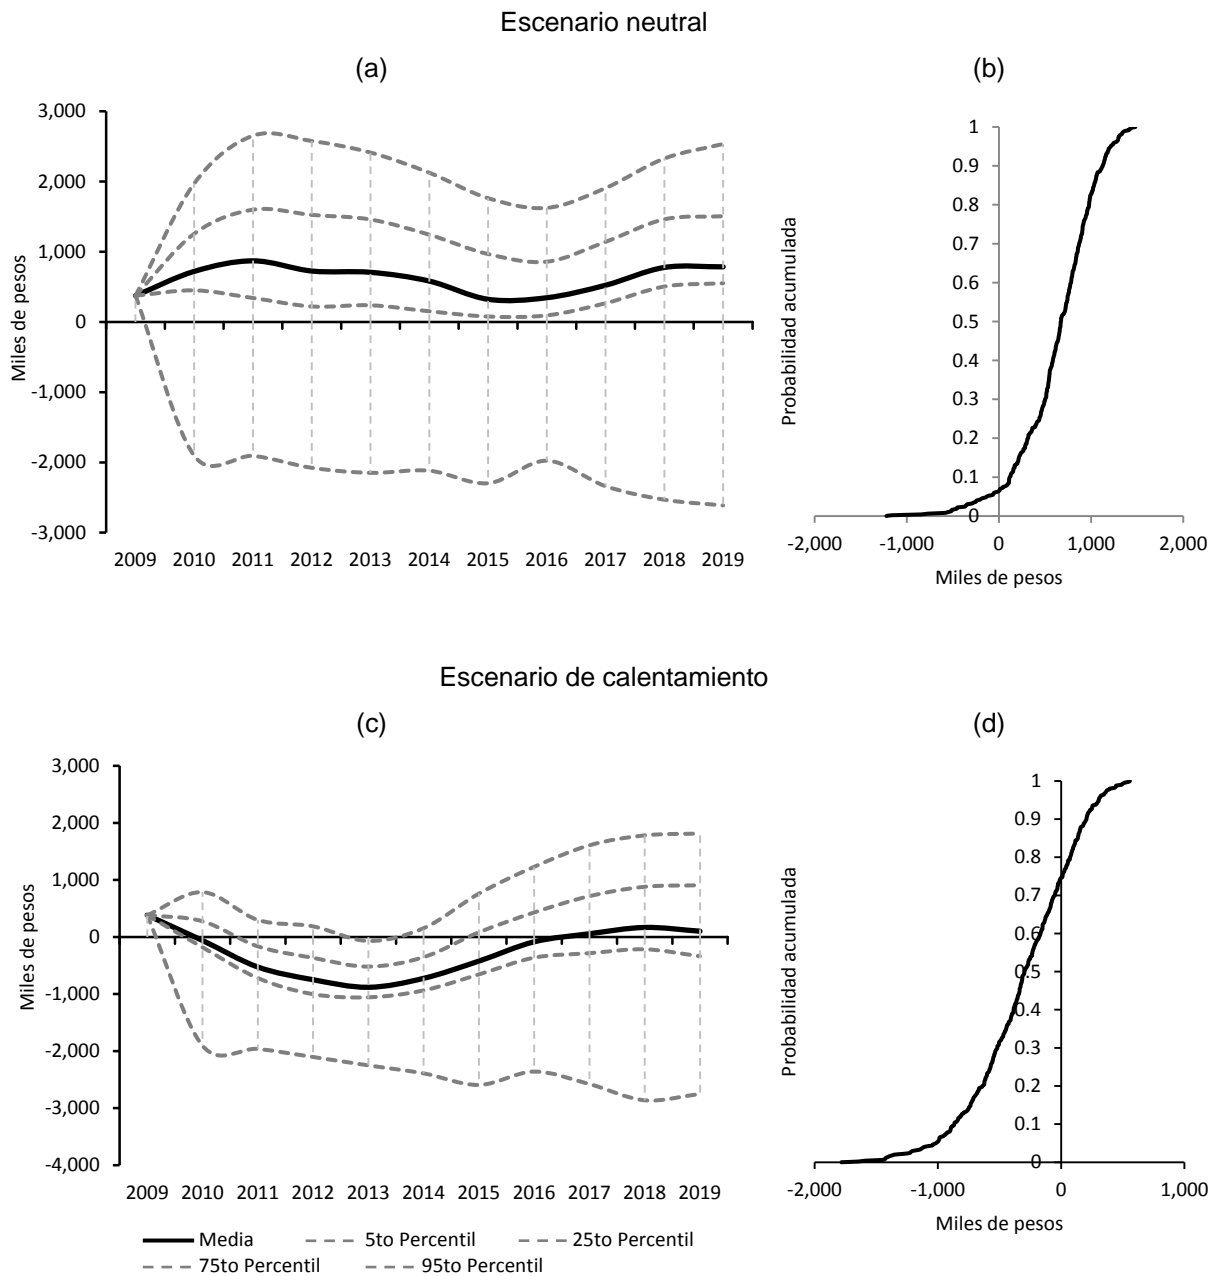 Escenario neutral
(a)
(b)
3,000
2,000
1,000
0
-1,000
-2,000
-3,000
Miles de pesos
2009 2010 2011 2012 2013 2014 2015 2016 2017 2018 2019
1
0.9
0.8
0.7
0.6
0.5
0.4
0.3
0.2
0.1
0
Probabilidad acumulada
-2,000 -1,000 0 1,000 2,000
Miles de pesos
Escenario de calentamiento
(c)
(d)
3,000
2,000
1,000
0
-1,000
-2,000
-3,000
-4,000
Miles de pesos
2009 2010 2011 2012 2013 2014 2015 2016 2017 2018 2019
Media 5to Percentil 25to Percentil
75to Percentil 95to Percentil
1
0.9
0.8
0.7
0.6
0.5
0.4
0.3
0.2
0.1
0
Probabilidad acumulada
-2,000 -1,000 0 1,000
Miles de pesos